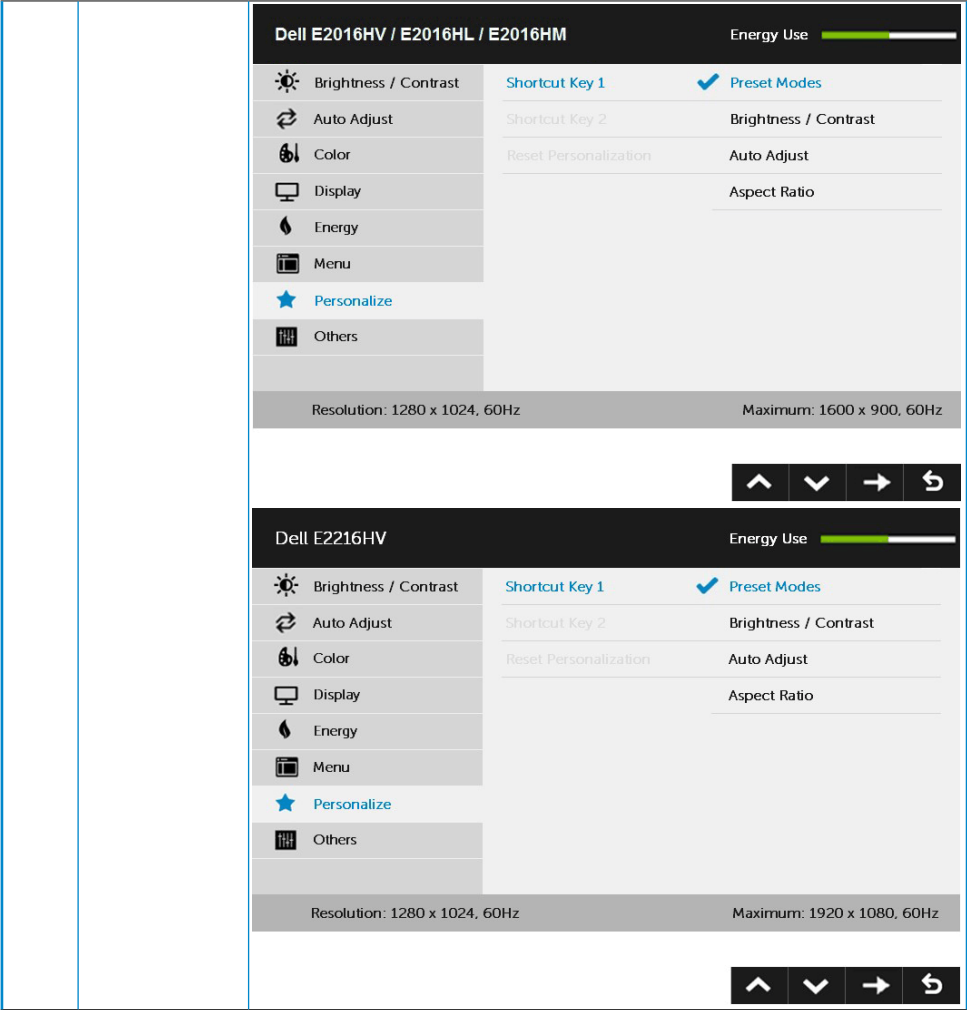 Dell E2016HV / E2016HL / E2016HM
Energy Use
Brightness / Contrast
Shortcut Key 1
Preset Modes
Auto Adjust
Shortcut Key 2
Brightness / Contrast
Color
Reset Personalization
Auto Adjust
Display
Aspect Ratio
Energy
Menu
Personalize
Others
Resolution: 1280 x 1024, 60Hz
Maximum: 1600 x 900, 60Hz
Dell E2216HV
Energy Use
Brightness / Contrast
Shortcut Key 1
Preset Modes
Auto Adjust
Shortcut Key 2
Brightness / Contrast
Color
Reset Personalization
Auto Adjust
Display
Aspect Ratio
Energy
Menu
Personalize
Others
Resolution: 1280 x 1024, 60Hz
Maximum: 1920 x 1080, 60Hz